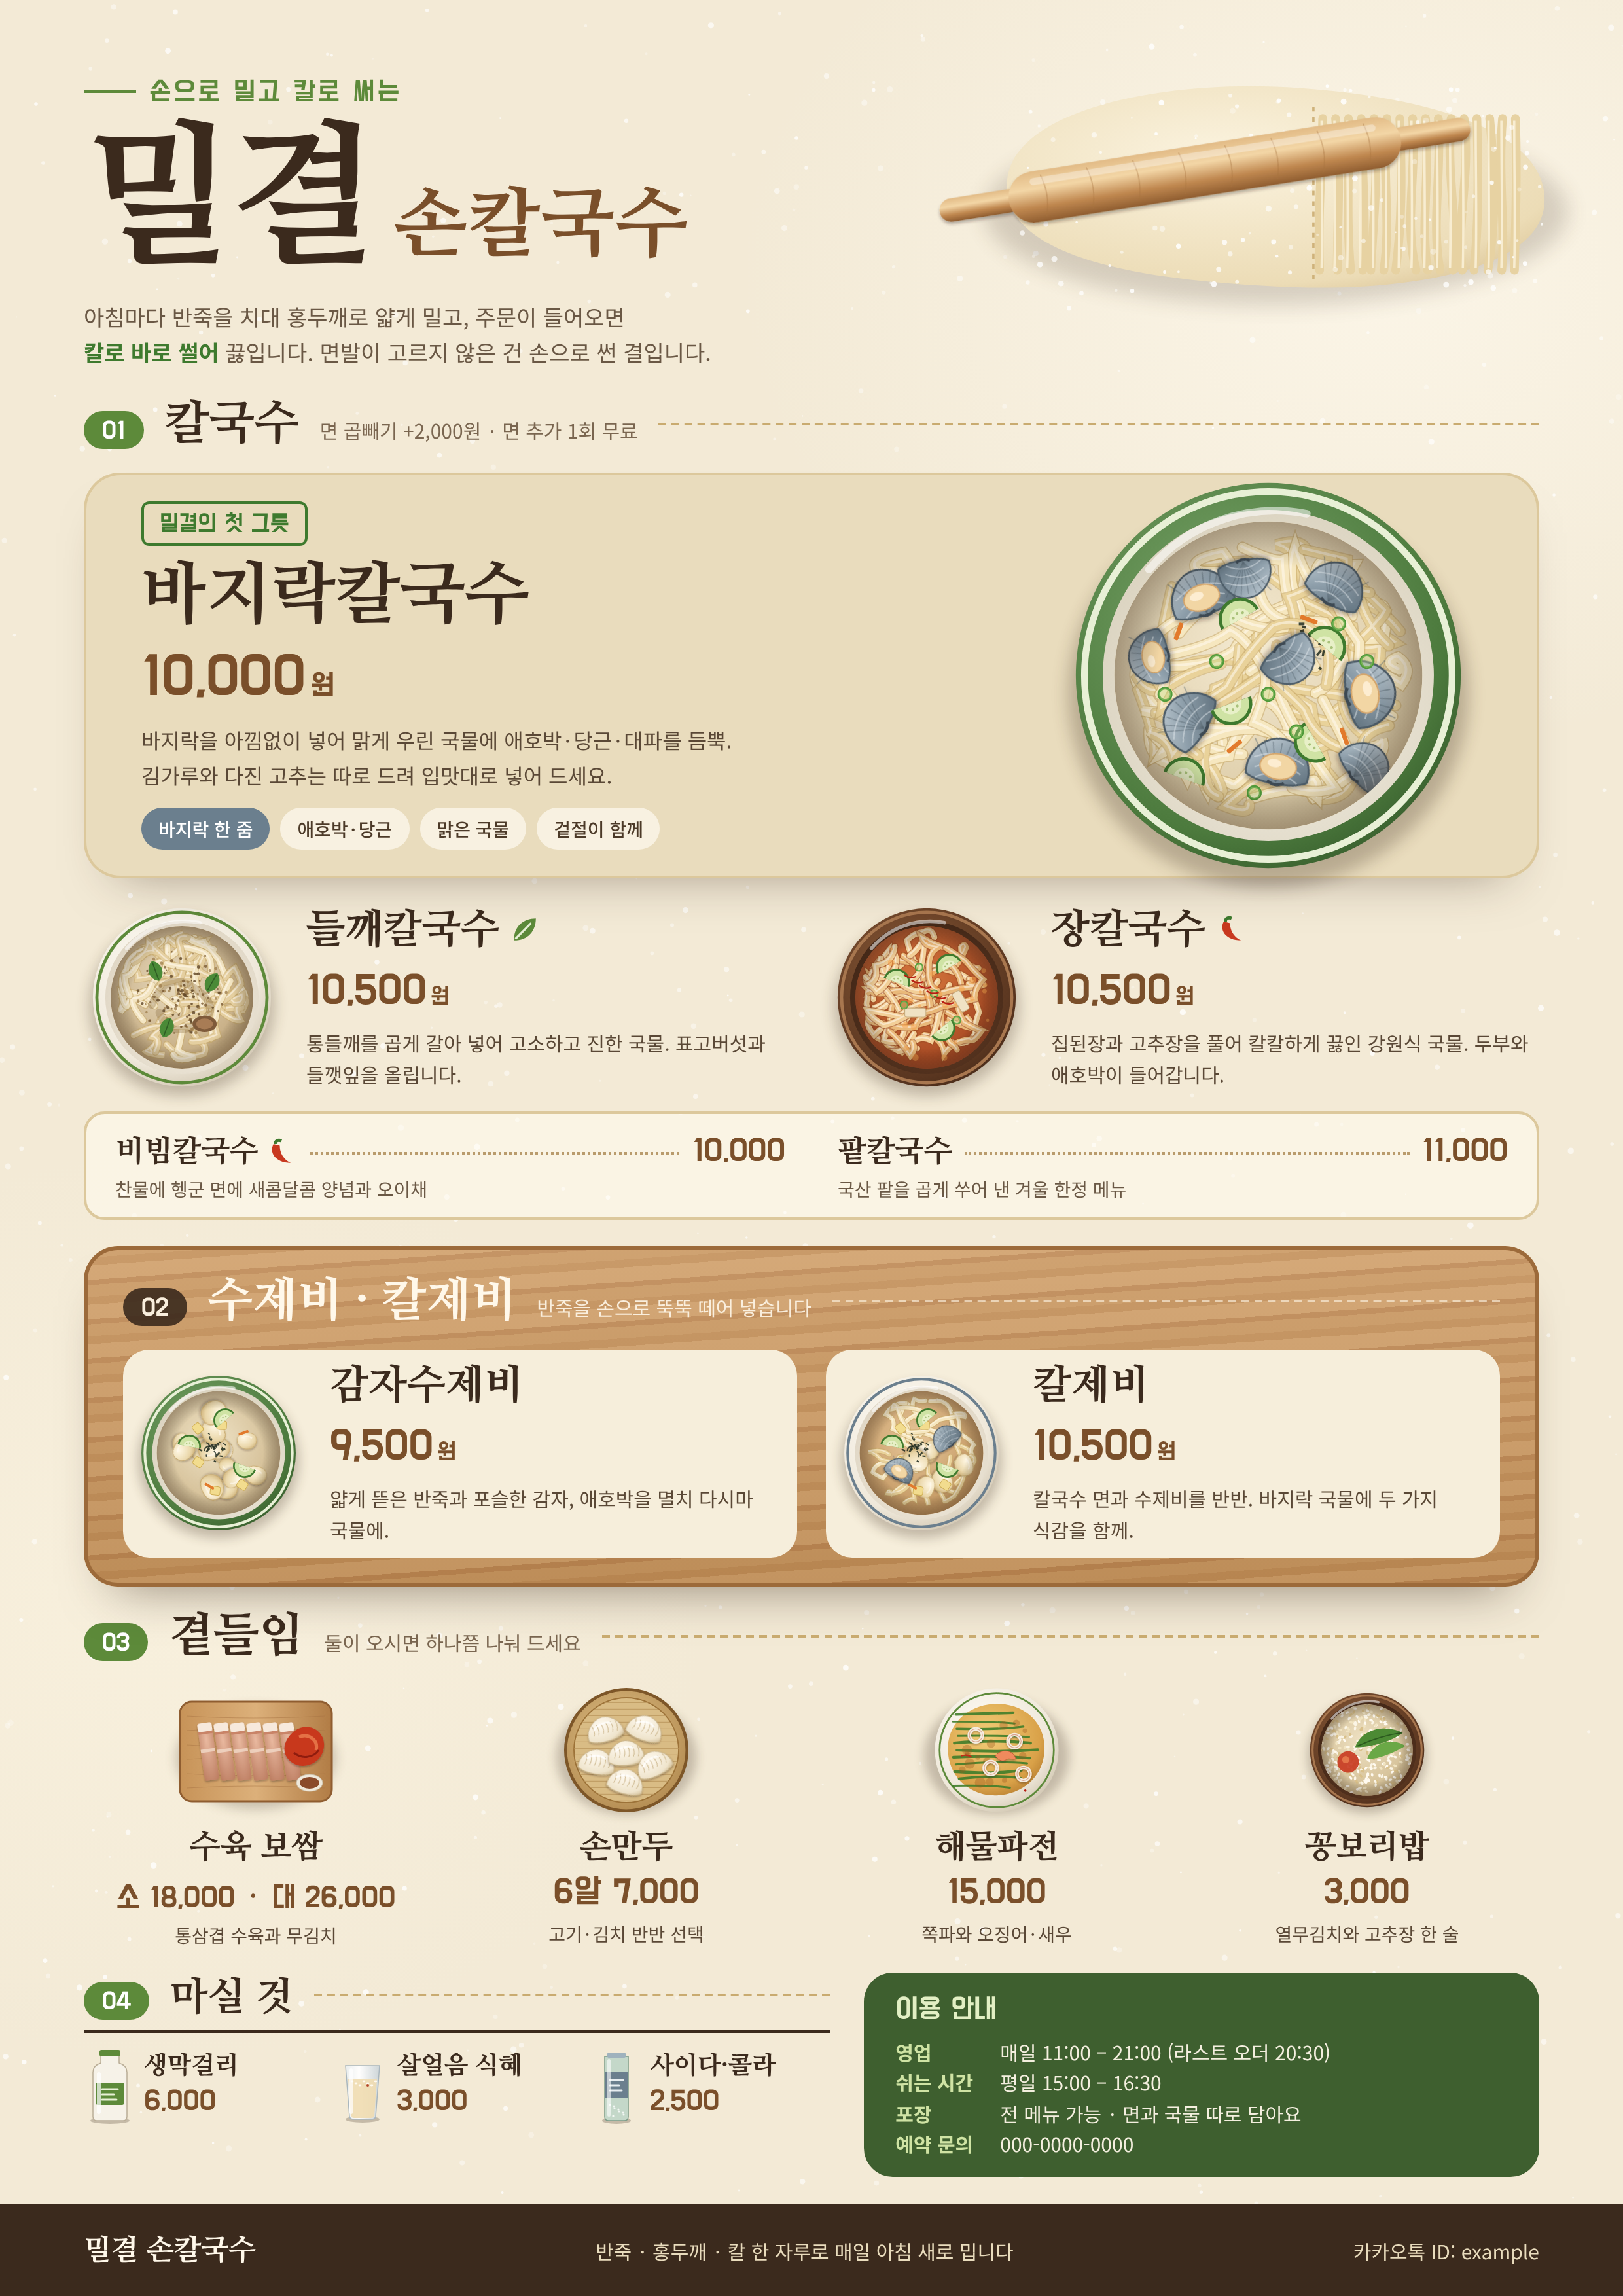 손으로 밀고 칼로 써는
밀결 손칼국수
아침마다 반죽을 치대 홍두깨로 얇게 밀고, 주문이 들어오면
칼로 바로 썰어 끓입니다. 면발이 고르지 않은 건 손으로 썬 결입니다.
01 칼국수 면 곱빼기 +2,000원 · 면 추가 1회 무료
밀결의 첫 그릇
바지락칼국수
10,000원
바지락을 아낌없이 넣어 맑게 우린 국물에 애호박·당근·대파를 듬뿍.
김가루와 다진 고추는 따로 드려 입맛대로 넣어 드세요.
바지락 한 줌 애호박·당근 맑은 국물 겉절이 함께
들깨칼국수
10,500원
통들깨를 곱게 갈아 넣어 고소하고 진한 국물. 표고버섯과
들깻잎을 올립니다.
장칼국수
10,500원
집된장과 고추장을 풀어 칼칼하게 끓인 강원식 국물. 두부와
애호박이 들어갑니다.
비빔칼국수 10,000
찬물에 헹군 면에 새콤달콤 양념과 오이채
팥칼국수 11,000
국산 팥을 곱게 쑤어 낸 겨울 한정 메뉴
02 수제비 · 칼제비 반죽을 손으로 뚝뚝 떼어 넣습니다
감자수제비
9,500원
얇게 뜯은 반죽과 포슬한 감자, 애호박을 멸치 다시마
국물에.
칼제비
10,500원
칼국수 면과 수제비를 반반. 바지락 국물에 두 가지
식감을 함께.
03 곁들임 둘이 오시면 하나쯤 나눠 드세요
수육 보쌈
소 18,000 · 대 26,000
통삼겹 수육과 무김치
손만두
6알 7,000
고기·김치 반반 선택
해물파전
15,000
쪽파와 오징어·새우
꽁보리밥
3,000
열무김치와 고추장 한 술
04 마실 것
생막걸리
6,000
살얼음 식혜
3,000
사이다·콜라
2,500
이용 안내
영업 매일 11:00 – 21:00 (라스트 오더 20:30)
쉬는 시간 평일 15:00 – 16:30
포장 전 메뉴 가능 · 면과 국물 따로 담아요
예약 문의 000-0000-0000
밀결 손칼국수
반죽 · 홍두깨 · 칼 한 자루로 매일 아침 새로 밉니다
카카오톡 ID: example